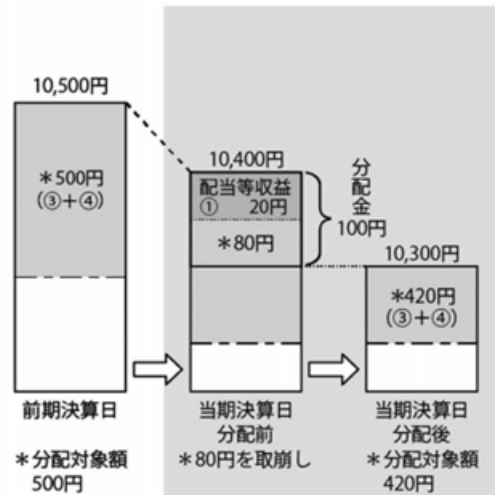 10,500円
*500円
(③+④)
前期決算日
*分配対象額
500円
10,400円
配当等収益
① 20円
*80円
分配金
100円
当期決算日
分配前
*80円を取崩し
10,300円
*420円
(③+④)
当期決算日
分配後
*分配対象額
420円